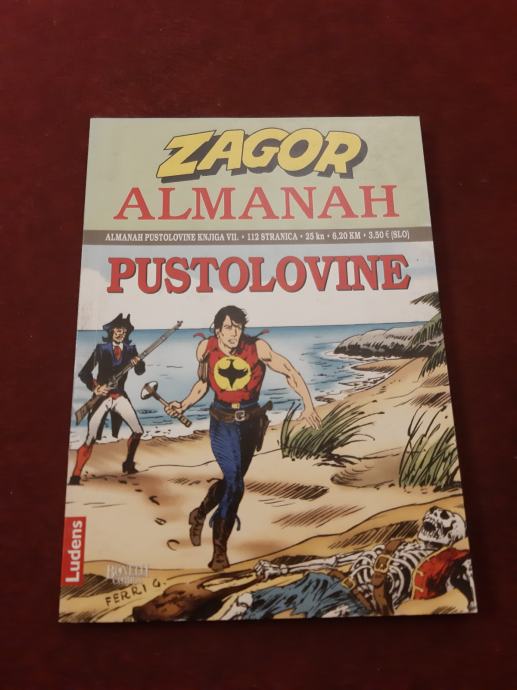 ZAGOR
ALMANAH
ALMANAH PUSTOLOVINE KNJIGA VII. • 112 STRANICA • 25 kn • 6,20 KM • 3,50 € (SLO)
PUSTOLOVINE
Ludens
BONELLI
FERRI G.